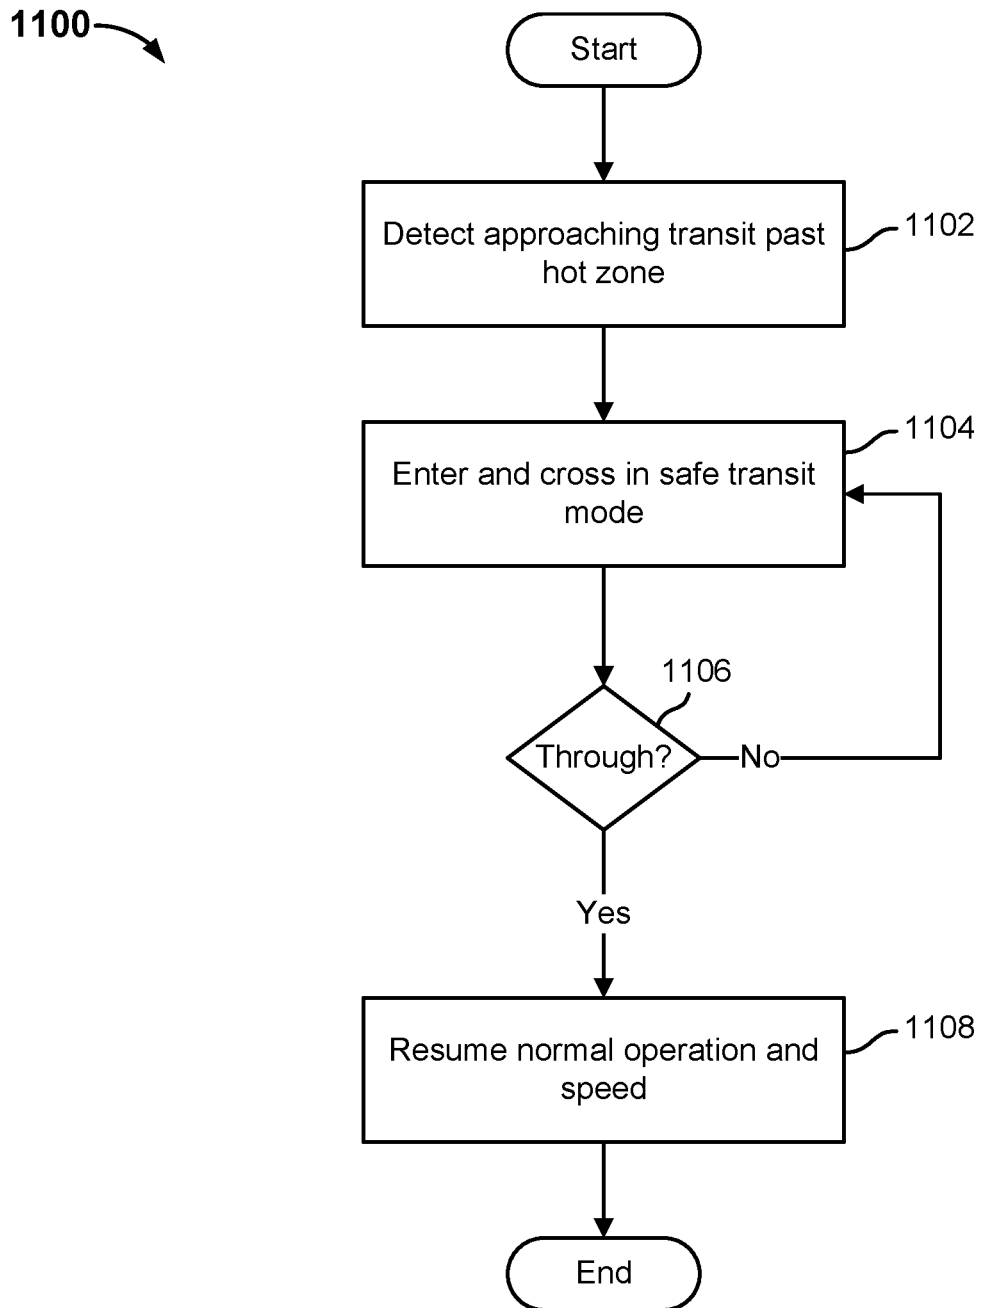 1100
Start
Detect approaching transit past
hot zone
1102
Enter and cross in safe transit
mode
1104
1106
Through?
No
Yes
Resume normal operation and
speed
1108
End